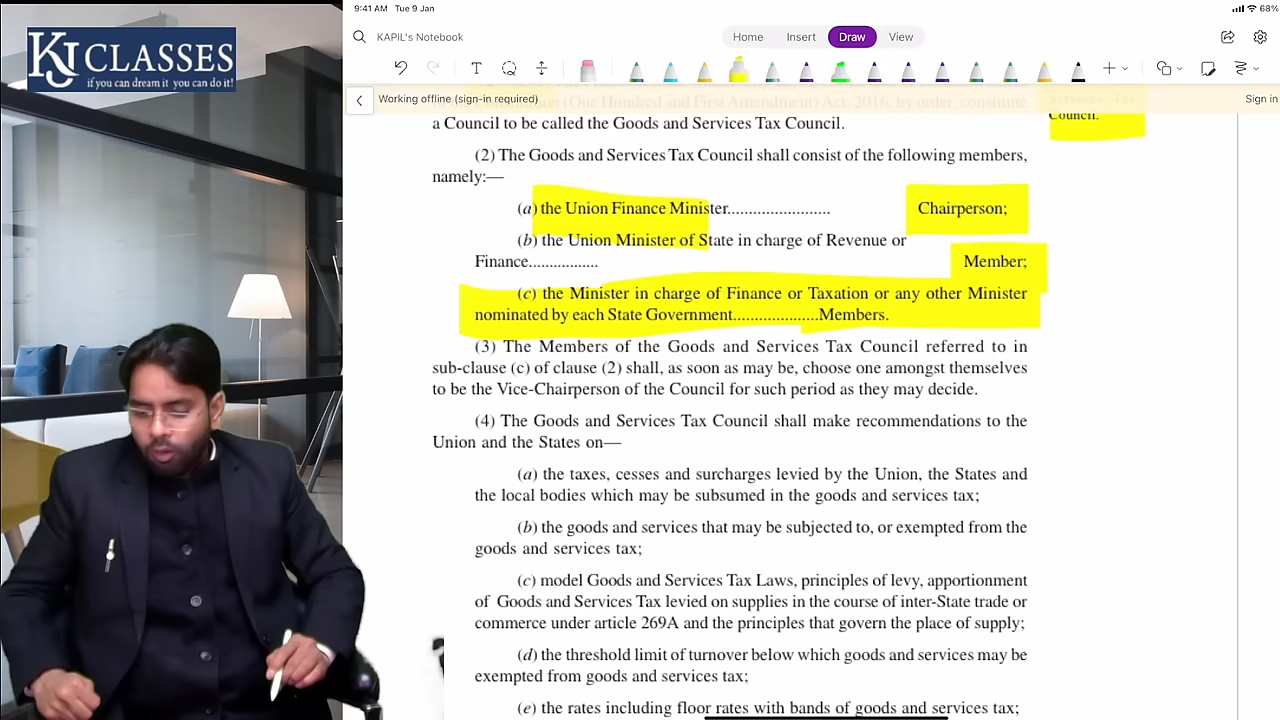 KJ CLASSES
if you can dream it you can do it!
9:41 AM Tue 9 Jan
68%
KAPIL's Notebook
Home Insert Draw View
Working offline (sign-in required)
Sign in
Constitution (One Hundred and First Amendment) Act, 2016, by order, constitute
a Council to be called the Goods and Services Tax Council.
Services Tax
Council.
(2) The Goods and Services Tax Council shall consist of the following members,
namely:—
(a) the Union Finance Minister........................ Chairperson;
(b) the Union Minister of State in charge of Revenue or
Finance................ Member;
(c) the Minister in charge of Finance or Taxation or any other Minister
nominated by each State Government....................Members.
(3) The Members of the Goods and Services Tax Council referred to in
sub-clause (c) of clause (2) shall, as soon as may be, choose one amongst themselves
to be the Vice-Chairperson of the Council for such period as they may decide.
(4) The Goods and Services Tax Council shall make recommendations to the
Union and the States on—
(a) the taxes, cesses and surcharges levied by the Union, the States and
the local bodies which may be subsumed in the goods and services tax;
(b) the goods and services that may be subjected to, or exempted from the
goods and services tax;
(c) model Goods and Services Tax Laws, principles of levy, apportionment
of Goods and Services Tax levied on supplies in the course of inter-State trade or
commerce under article 269A and the principles that govern the place of supply;
(d) the threshold limit of turnover below which goods and services may be
exempted from goods and services tax;
(e) the rates including floor rates with bands of goods and services tax;